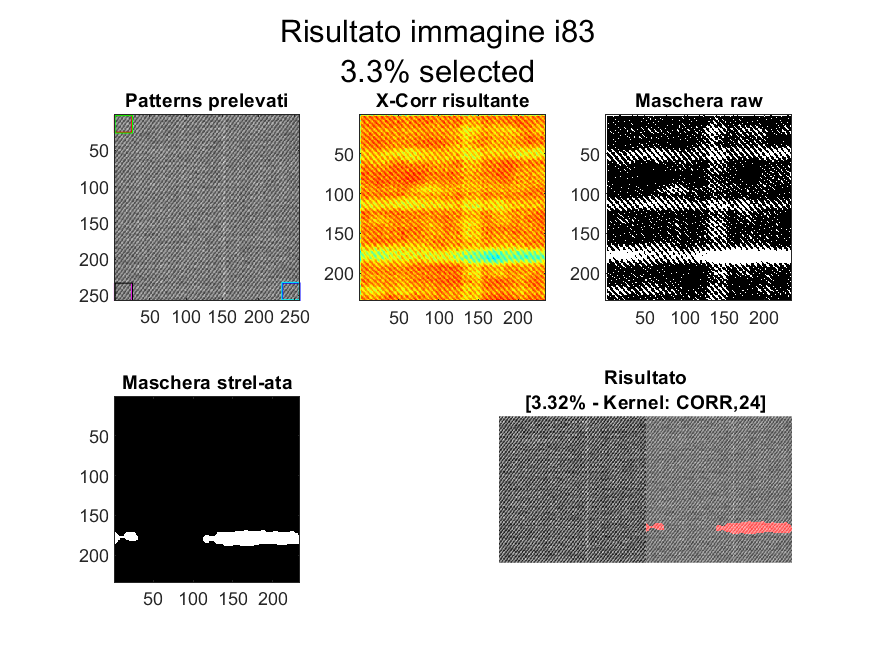 Risultato immagine i83
3.3% selected
Patterns prelevati
X-Corr risultante
Maschera raw
50
100
150
200
250
50 100 150 200 250
50
100
150
200
50 100 150 200
50
100
150
200
50 100 150 200
Maschera strel-ata
50
100
150
200
50 100 150 200
Risultato
[3.32% - Kernel: CORR,24]